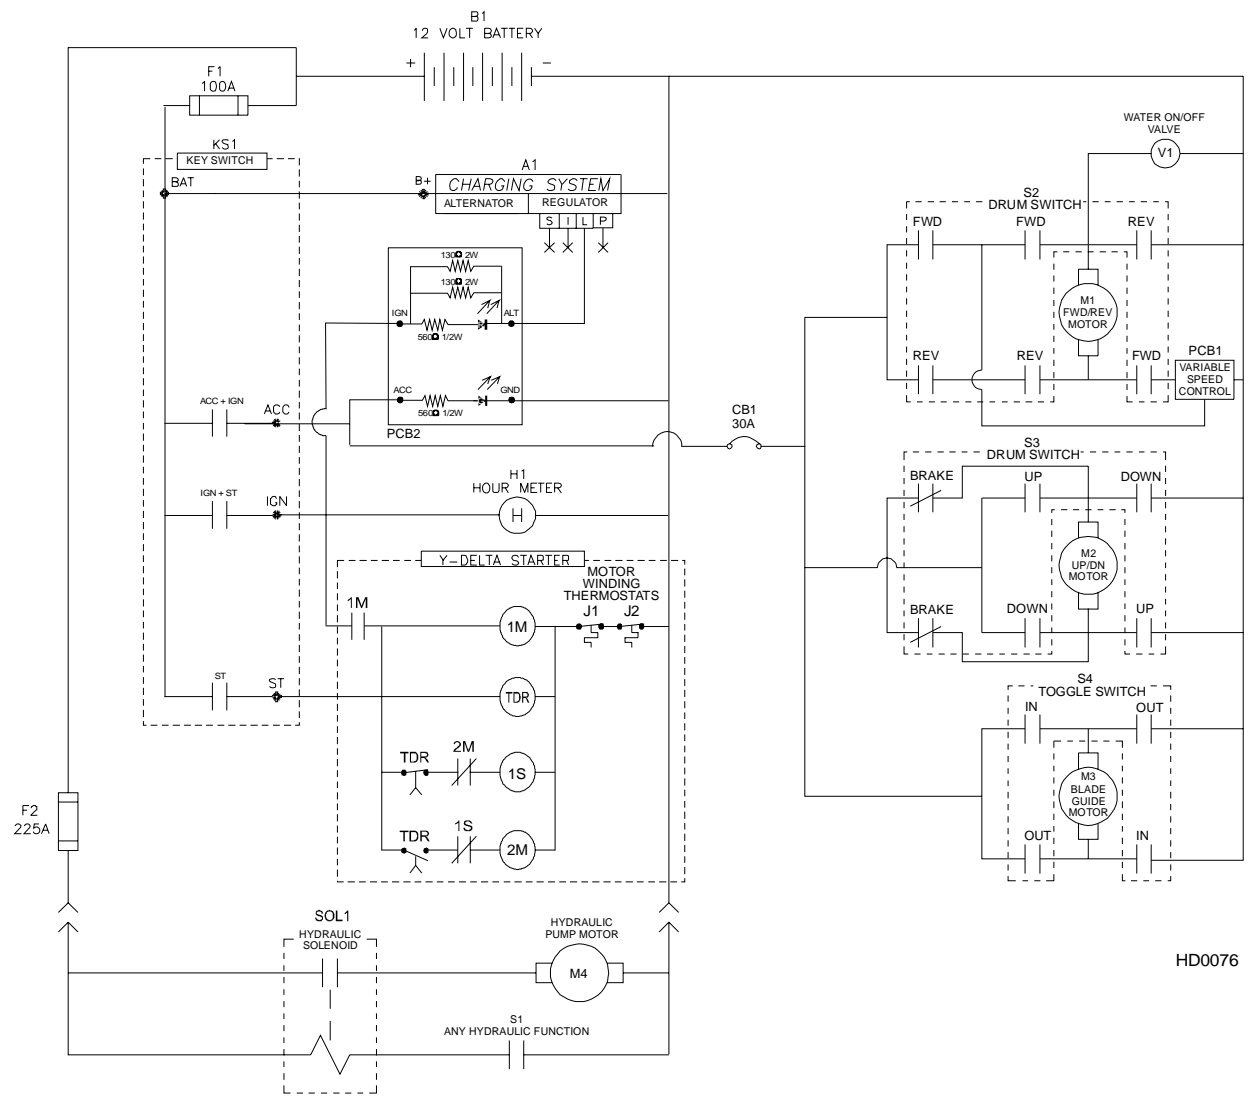 B1
12 VOLT BATTERY
+
−
F1
100A
KS1
KEY SWITCH
BAT
B+
A1
CHARGING SYSTEM
ALTERNATOR
REGULATOR
S I L P
WATER ON/OFF
VALVE
V1
S2
DRUM SWITCH
FWD
FWD
REV
130Ω 2W
130Ω 2W
IGN
ALT
560Ω 1/2W
M1
FWD/REV
MOTOR
REV
REV
FWD
PCB1
VARIABLE
SPEED
CONTROL
ACC
GND
560Ω 1/2W
PCB2
ACC + IGN
ACC
CB1
30A
S3
DRUM SWITCH
BRAKE
UP
DOWN
H1
HOUR METER
H
IGN + ST
IGN
M2
UP/DN
MOTOR
Y-DELTA STARTER
MOTOR
WINDING
THERMOSTATS
J1
J2
1M
1M
BRAKE
DOWN
UP
ST
ST
TDR
S4
TOGGLE SWITCH
IN
OUT
TDR
2M
1S
M3
BLADE
GUIDE
MOTOR
F2
225A
TDR
1S
2M
OUT
IN
SOL1
HYDRAULIC
SOLENOID
HYDRAULIC
PUMP MOTOR
M4
HD0076
S1
ANY HYDRAULIC FUNCTION